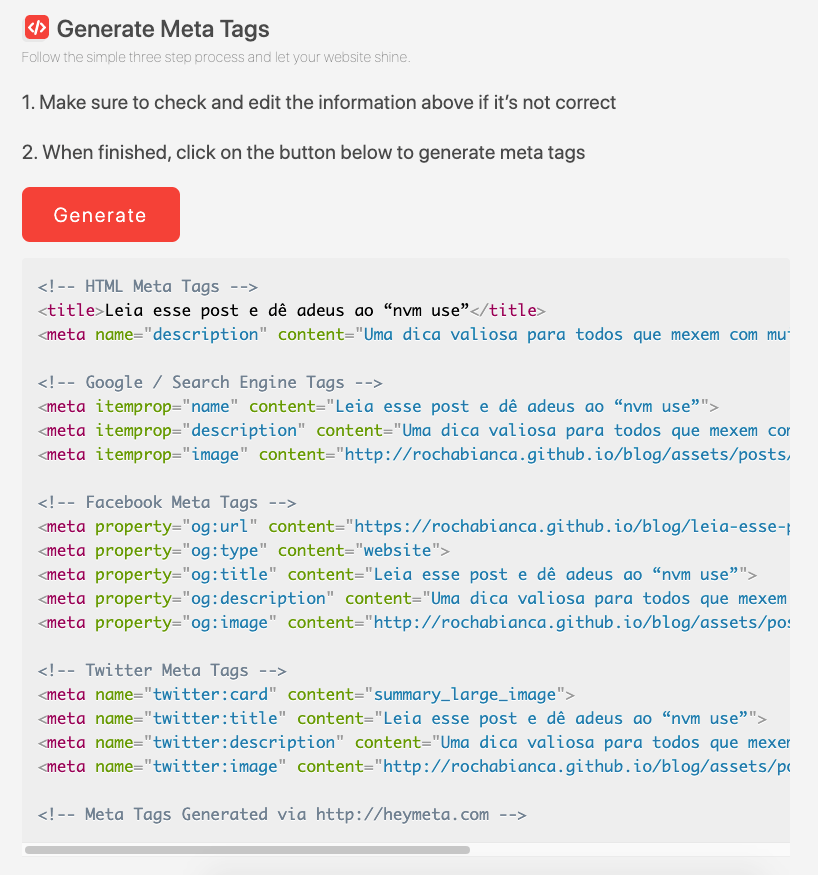 Generate Meta Tags
Follow the simple three step process and let your website shine.
1. Make sure to check and edit the information above if it’s not correct
2. When finished, click on the button below to generate meta tags
Generate
<!-- HTML Meta Tags -->
<title>Leia esse post e dê adeus ao “nvm use”</title>
<meta name="description" content="Uma dica valiosa para todos que mexem com
<!-- Google / Search Engine Tags -->
<meta itemprop="name" content="Leia esse post e dê adeus ao “nvm use”">
<meta itemprop="description" content="Uma dica valiosa para todos que mexem
<meta itemprop="image" content="http://rochabianca.github.io/blog/assets/posts/
<!-- Facebook Meta Tags -->
<meta property="og:url" content="https://rochabianca.github.io/blog/leia-esse-
<meta property="og:type" content="website">
<meta property="og:title" content="Leia esse post e dê adeus ao “nvm use”">
<meta property="og:description" content="Uma dica valiosa para todos que mexem
<meta property="og:image" content="http://rochabianca.github.io/blog/assets/pos
<!-- Twitter Meta Tags -->
<meta name="twitter:card" content="summary_large_image">
<meta name="twitter:title" content="Leia esse post e dê adeus ao “nvm use”">
<meta name="twitter:description" content="Uma dica valiosa para todos que
<meta name="twitter:image" content="http://rochabianca.github.io/blog/assets/
<!-- Meta Tags Generated via http://heymeta.com -->